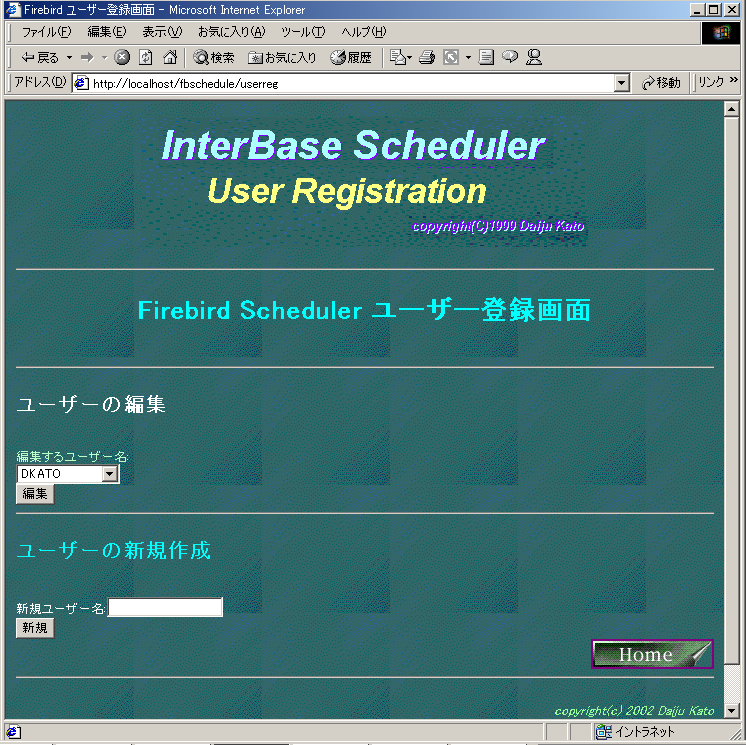 Firebird ユーザー登録画面 - Microsoft Internet Explorer
ファイル(F) 編集(E) 表示(V) お気に入り(A) ツール(T) ヘルプ(H)
戻る 検索 お気に入り 履歴
アドレス(D) http://localhost/fbschedule/userreg 移動 リンク »
InterBase Scheduler
User Registration
copyright(C)1999 Daiju Kato
Firebird Scheduler ユーザー登録画面
ユーザーの編集
編集するユーザー名:
DKATO
編集
ユーザーの新規作成
新規ユーザー名:
新規
Home
copyright(c) 2002 Daiju Kato
イントラネット